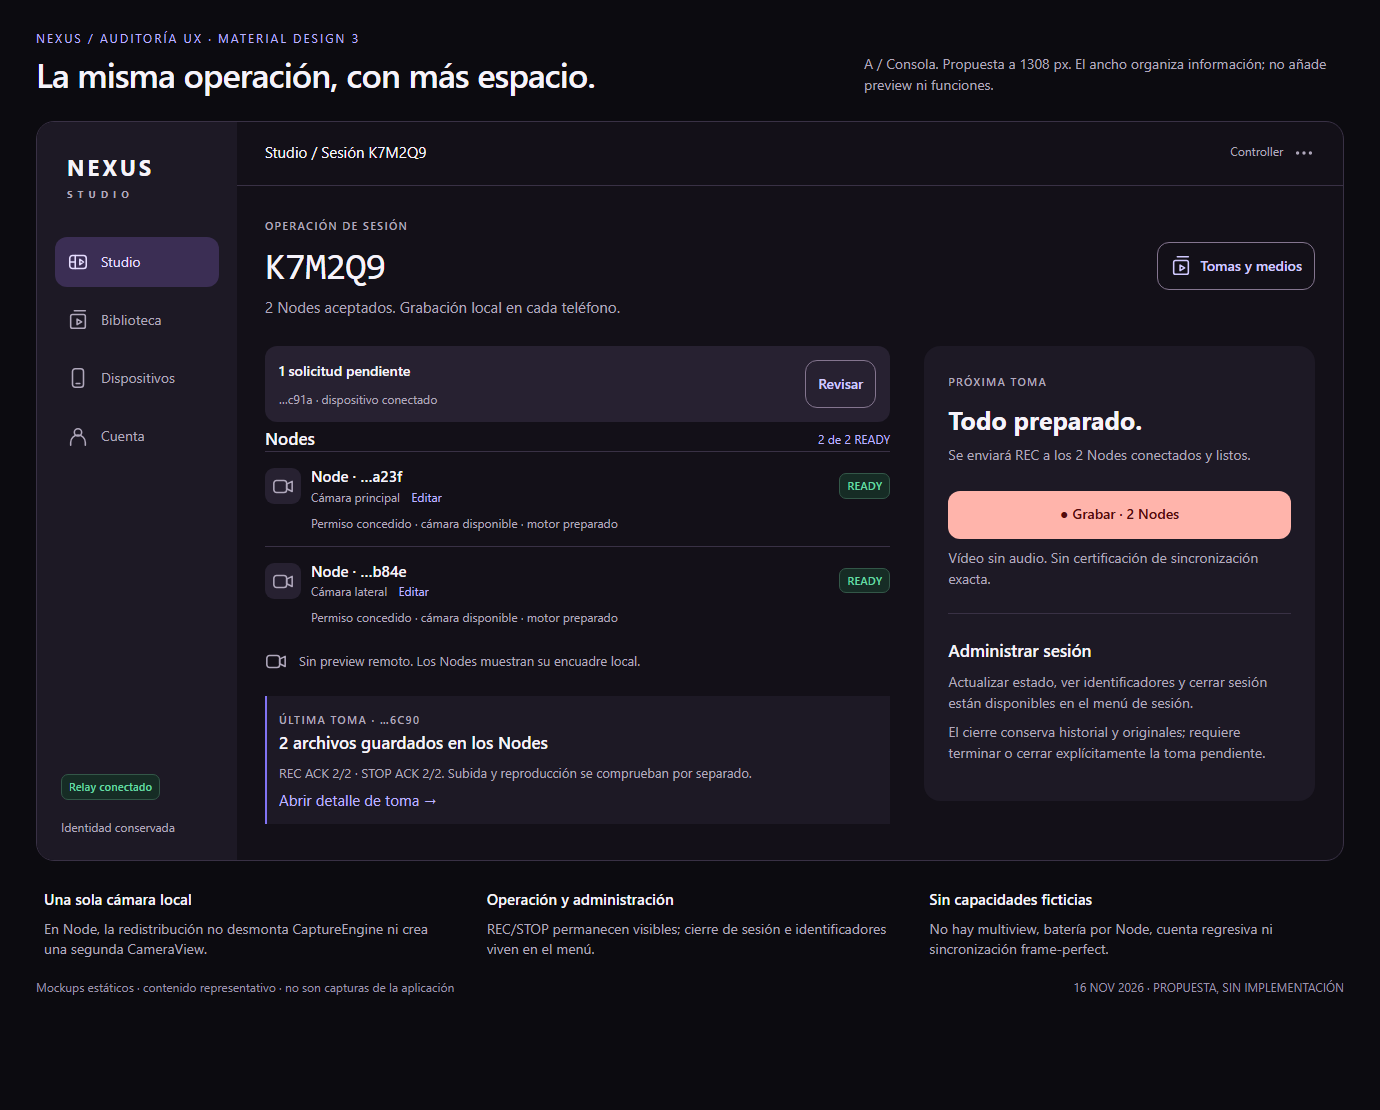 NEXUS / AUDITORÍA UX · MATERIAL DESIGN 3
La misma operación, con más espacio.
A / Consola. Propuesta a 1308 px. El ancho organiza información; no añade
preview ni funciones.
NEXUS
STUDIO
Studio
Biblioteca
Dispositivos
Cuenta
Relay conectado
Identidad conservada
Studio / Sesión K7M2Q9
Controller
OPERACIÓN DE SESIÓN
K7M2Q9
2 Nodes aceptados. Grabación local en cada teléfono.
Tomas y medios
1 solicitud pendiente
…c91a · dispositivo conectado
Revisar
Nodes
2 de 2 READY
Node · …a23f
Cámara principal Editar
Permiso concedido · cámara disponible · motor preparado
READY
Node · …b84e
Cámara lateral Editar
Permiso concedido · cámara disponible · motor preparado
READY
Sin preview remoto. Los Nodes muestran su encuadre local.
ÚLTIMA TOMA · …6C90
2 archivos guardados en los Nodes
REC ACK 2/2 · STOP ACK 2/2. Subida y reproducción se comprueban por separado.
Abrir detalle de toma →
PRÓXIMA TOMA
Todo preparado.
Se enviará REC a los 2 Nodes conectados y listos.
● Grabar · 2 Nodes
Vídeo sin audio. Sin certificación de sincronización
exacta.
Administrar sesión
Actualizar estado, ver identificadores y cerrar sesión
están disponibles en el menú de sesión.
El cierre conserva historial y originales; requiere
terminar o cerrar explícitamente la toma pendiente.
Una sola cámara local
En Node, la redistribución no desmonta CaptureEngine ni crea
una segunda CameraView.
Operación y administración
REC/STOP permanecen visibles; cierre de sesión e identificadores
viven en el menú.
Sin capacidades ficticias
No hay multiview, batería por Node, cuenta regresiva ni
sincronización frame-perfect.
Mockups estáticos · contenido representativo · no son capturas de la aplicación
16 NOV 2026 · PROPUESTA, SIN IMPLEMENTACIÓN